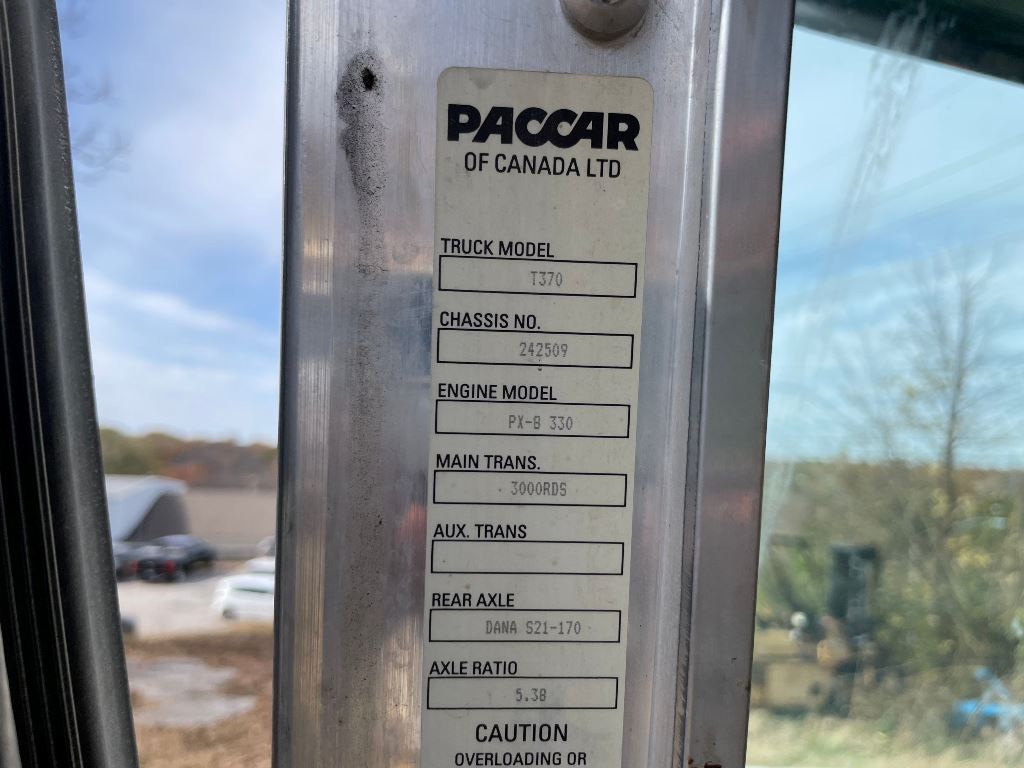 PACCAR
OF CANADA LTD
TRUCK MODEL
T370
CHASSIS NO.
242509
ENGINE MODEL
PX-8 330
MAIN TRANS.
3000RDS
AUX. TRANS
REAR AXLE
DANA S21-170
AXLE RATIO
5.38
CAUTION
OVERLOADING OR